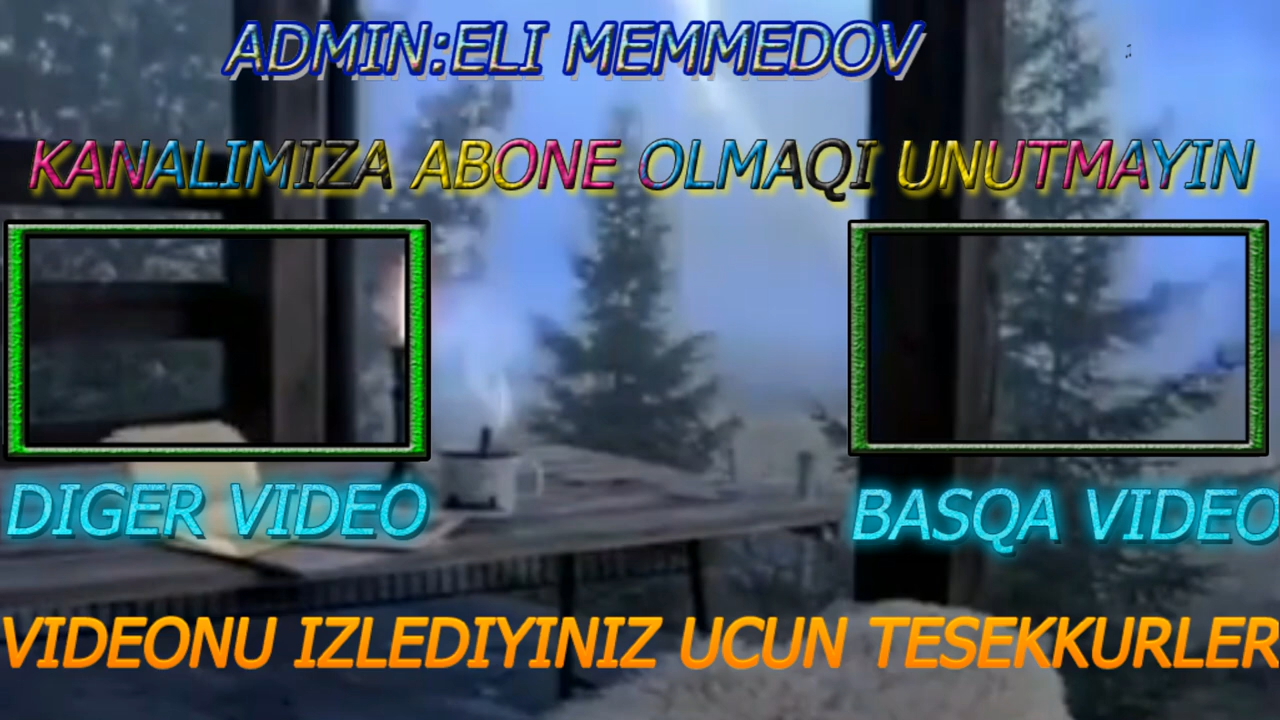 ADMIN:ELI MEMMEDOV
KANALIMIZA ABONE OLMAQI UNUTMAYIN
DIGER VIDEO
BASQA VIDEO
VIDEONU IZLEDIYINIZ UCUN TESEKKURLER